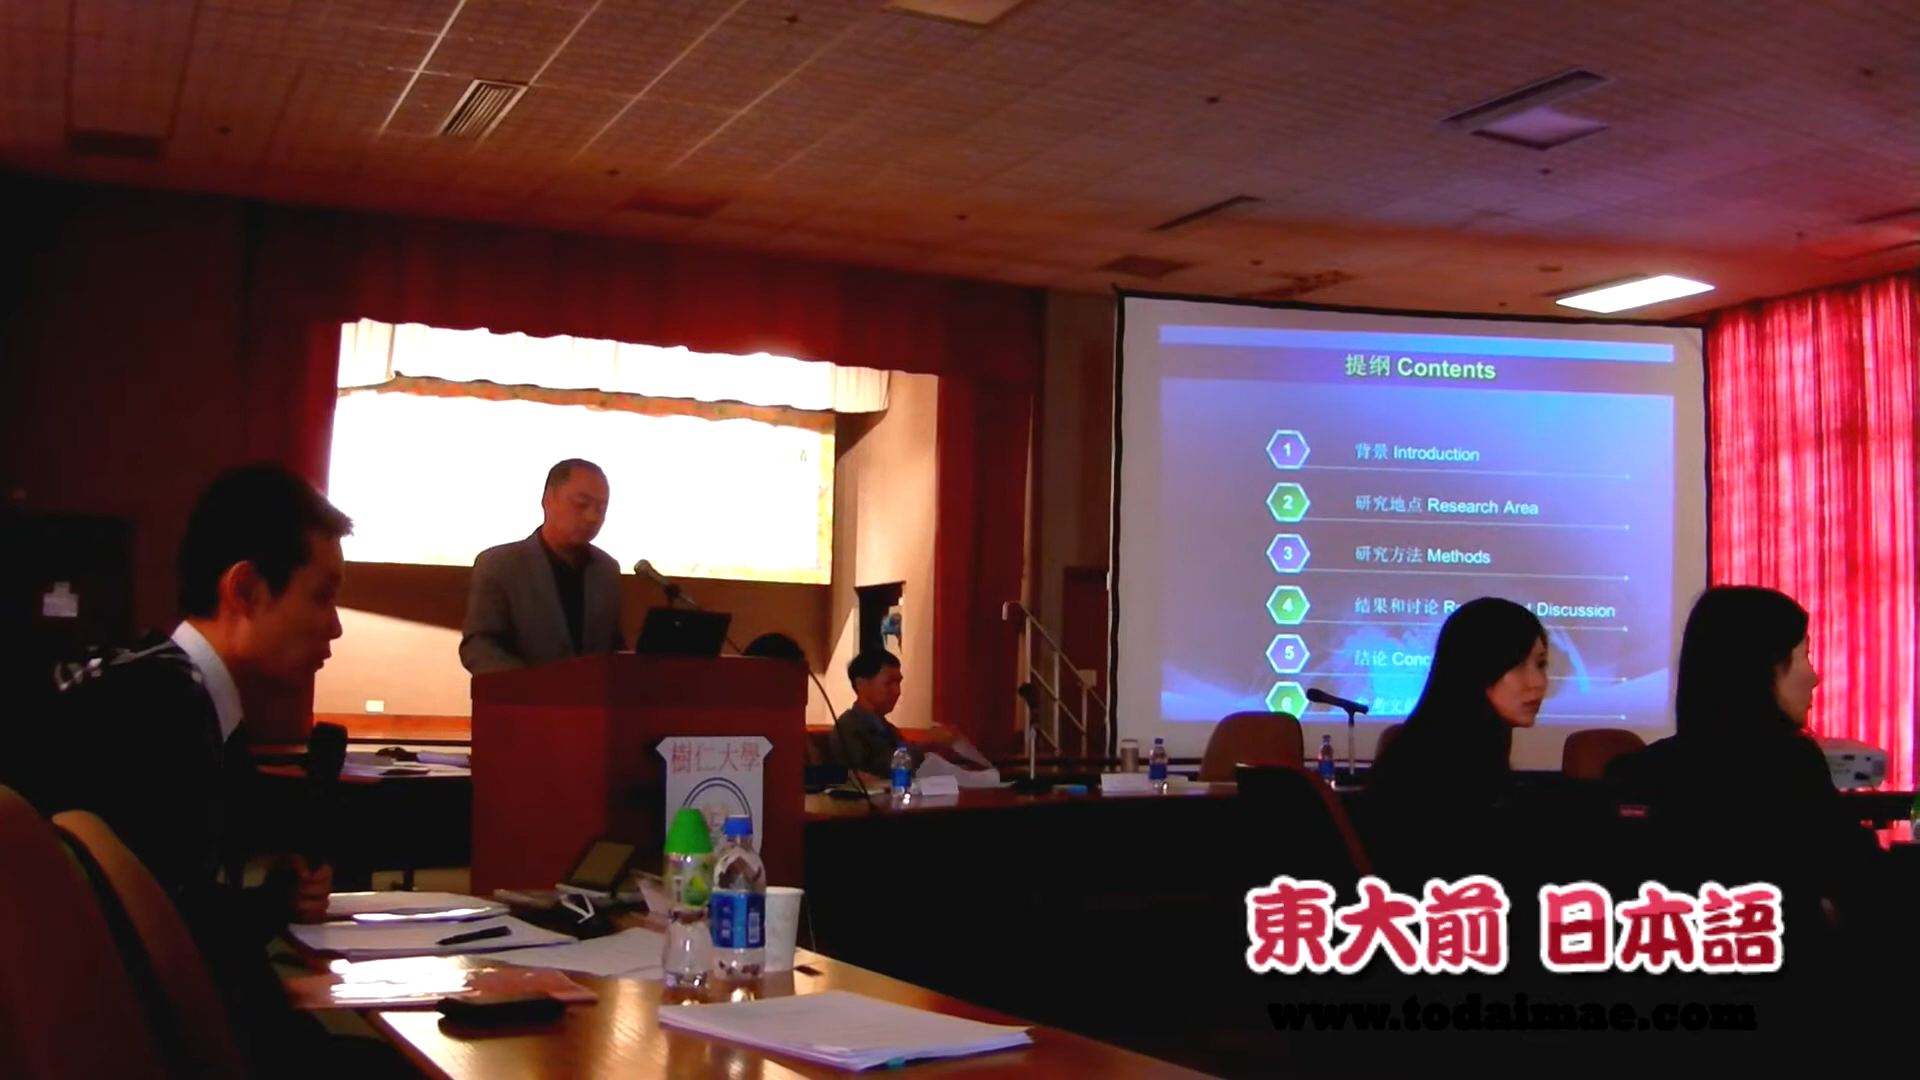 提纲 Contents
1 背景 Introduction
2 研究地点 Research Area
3 研究方法 Methods
4 结果和讨论 Discussion
5 结论
樹仁大學
東大前 日本語
www.todaimae.com